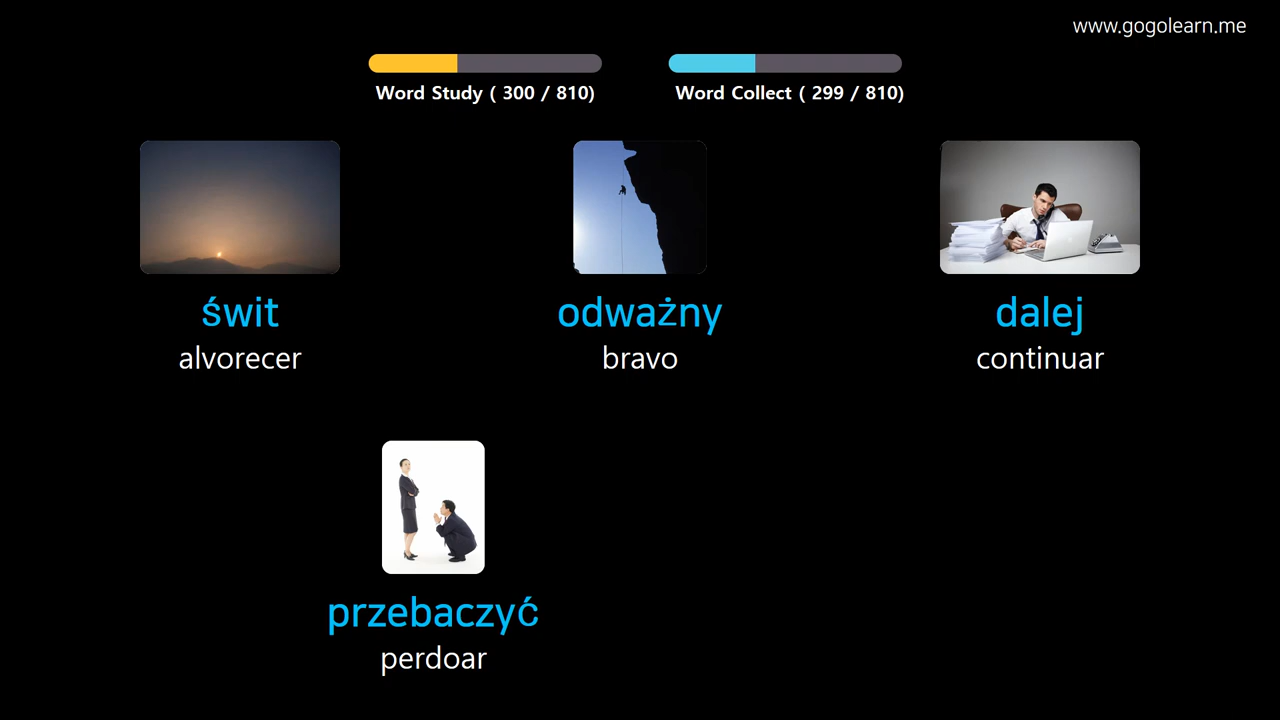 www.gogolearn.me
Word Study ( 300 / 810)
Word Collect ( 299 / 810)
świt
alvorecer
odważny
bravo
dalej
continuar
przebaczyć
perdoar